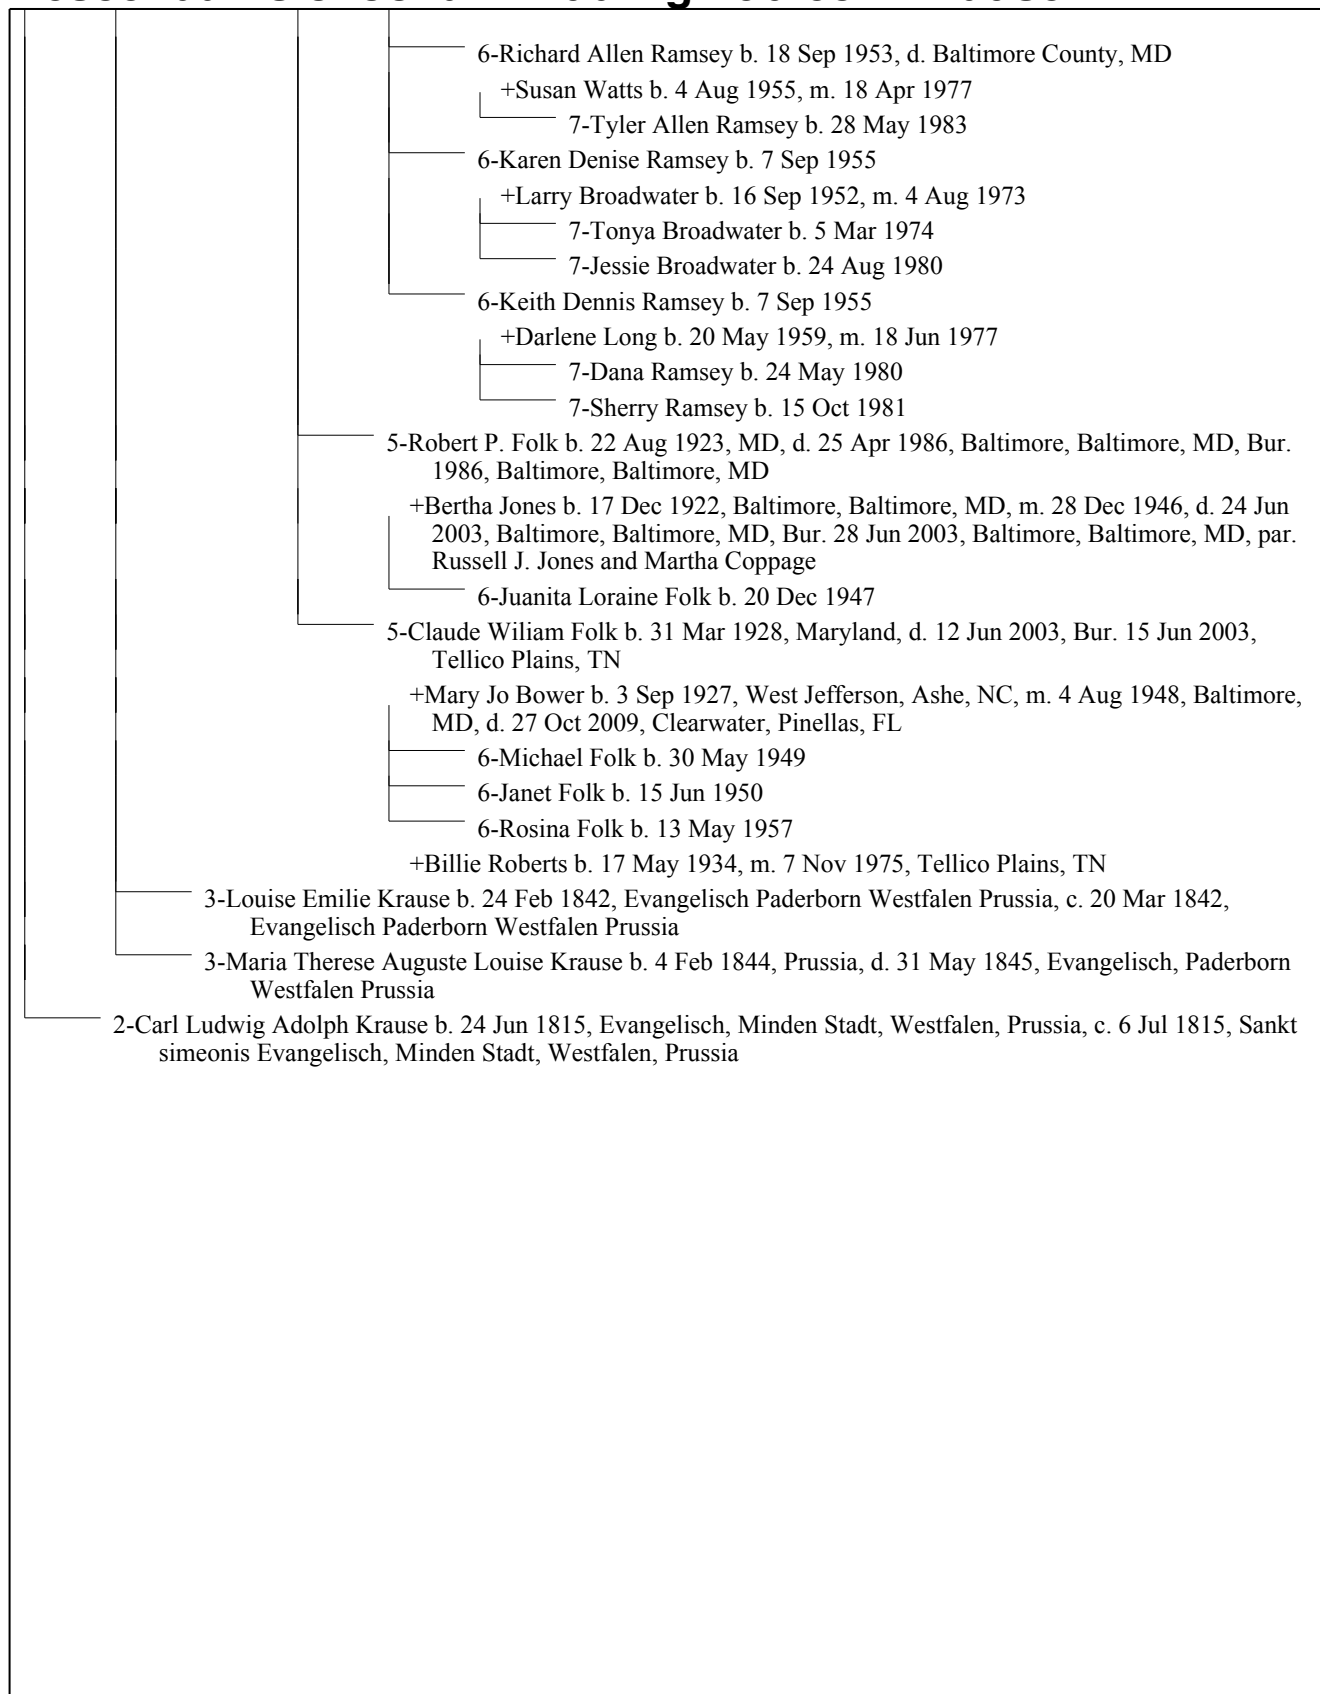 6-Richard Allen Ramsey b. 18 Sep 1953, d. Baltimore County, MD
+Susan Watts b. 4 Aug 1955, m. 18 Apr 1977
7-Tyler Allen Ramsey b. 28 May 1983
6-Karen Denise Ramsey b. 7 Sep 1955
+Larry Broadwater b. 16 Sep 1952, m. 4 Aug 1973
7-Tonya Broadwater b. 5 Mar 1974
7-Jessie Broadwater b. 24 Aug 1980
6-Keith Dennis Ramsey b. 7 Sep 1955
+Darlene Long b. 20 May 1959, m. 18 Jun 1977
7-Dana Ramsey b. 24 May 1980
7-Sherry Ramsey b. 15 Oct 1981
5-Robert P. Folk b. 22 Aug 1923, MD, d. 25 Apr 1986, Baltimore, Baltimore, MD, Bur.
1986, Baltimore, Baltimore, MD
+Bertha Jones b. 17 Dec 1922, Baltimore, Baltimore, MD, m. 28 Dec 1946, d. 24 Jun
2003, Baltimore, Baltimore, MD, Bur. 28 Jun 2003, Baltimore, Baltimore, MD, par.
Russell J. Jones and Martha Coppage
6-Juanita Loraine Folk b. 20 Dec 1947
5-Claude Wiliam Folk b. 31 Mar 1928, Maryland, d. 12 Jun 2003, Bur. 15 Jun 2003,
Tellico Plains, TN
+Mary Jo Bower b. 3 Sep 1927, West Jefferson, Ashe, NC, m. 4 Aug 1948, Baltimore,
MD, d. 27 Oct 2009, Clearwater, Pinellas, FL
6-Michael Folk b. 30 May 1949
6-Janet Folk b. 15 Jun 1950
6-Rosina Folk b. 13 May 1957
+Billie Roberts b. 17 May 1934, m. 7 Nov 1975, Tellico Plains, TN
3-Louise Emilie Krause b. 24 Feb 1842, Evangelisch Paderborn Westfalen Prussia, c. 20 Mar 1842,
Evangelisch Paderborn Westfalen Prussia
3-Maria Therese Auguste Louise Krause b. 4 Feb 1844, Prussia, d. 31 May 1845, Evangelisch, Paderborn
Westfalen Prussia
2-Carl Ludwig Adolph Krause b. 24 Jun 1815, Evangelisch, Minden Stadt, Westfalen, Prussia, c. 6 Jul 1815, Sankt
simeonis Evangelisch, Minden Stadt, Westfalen, Prussia